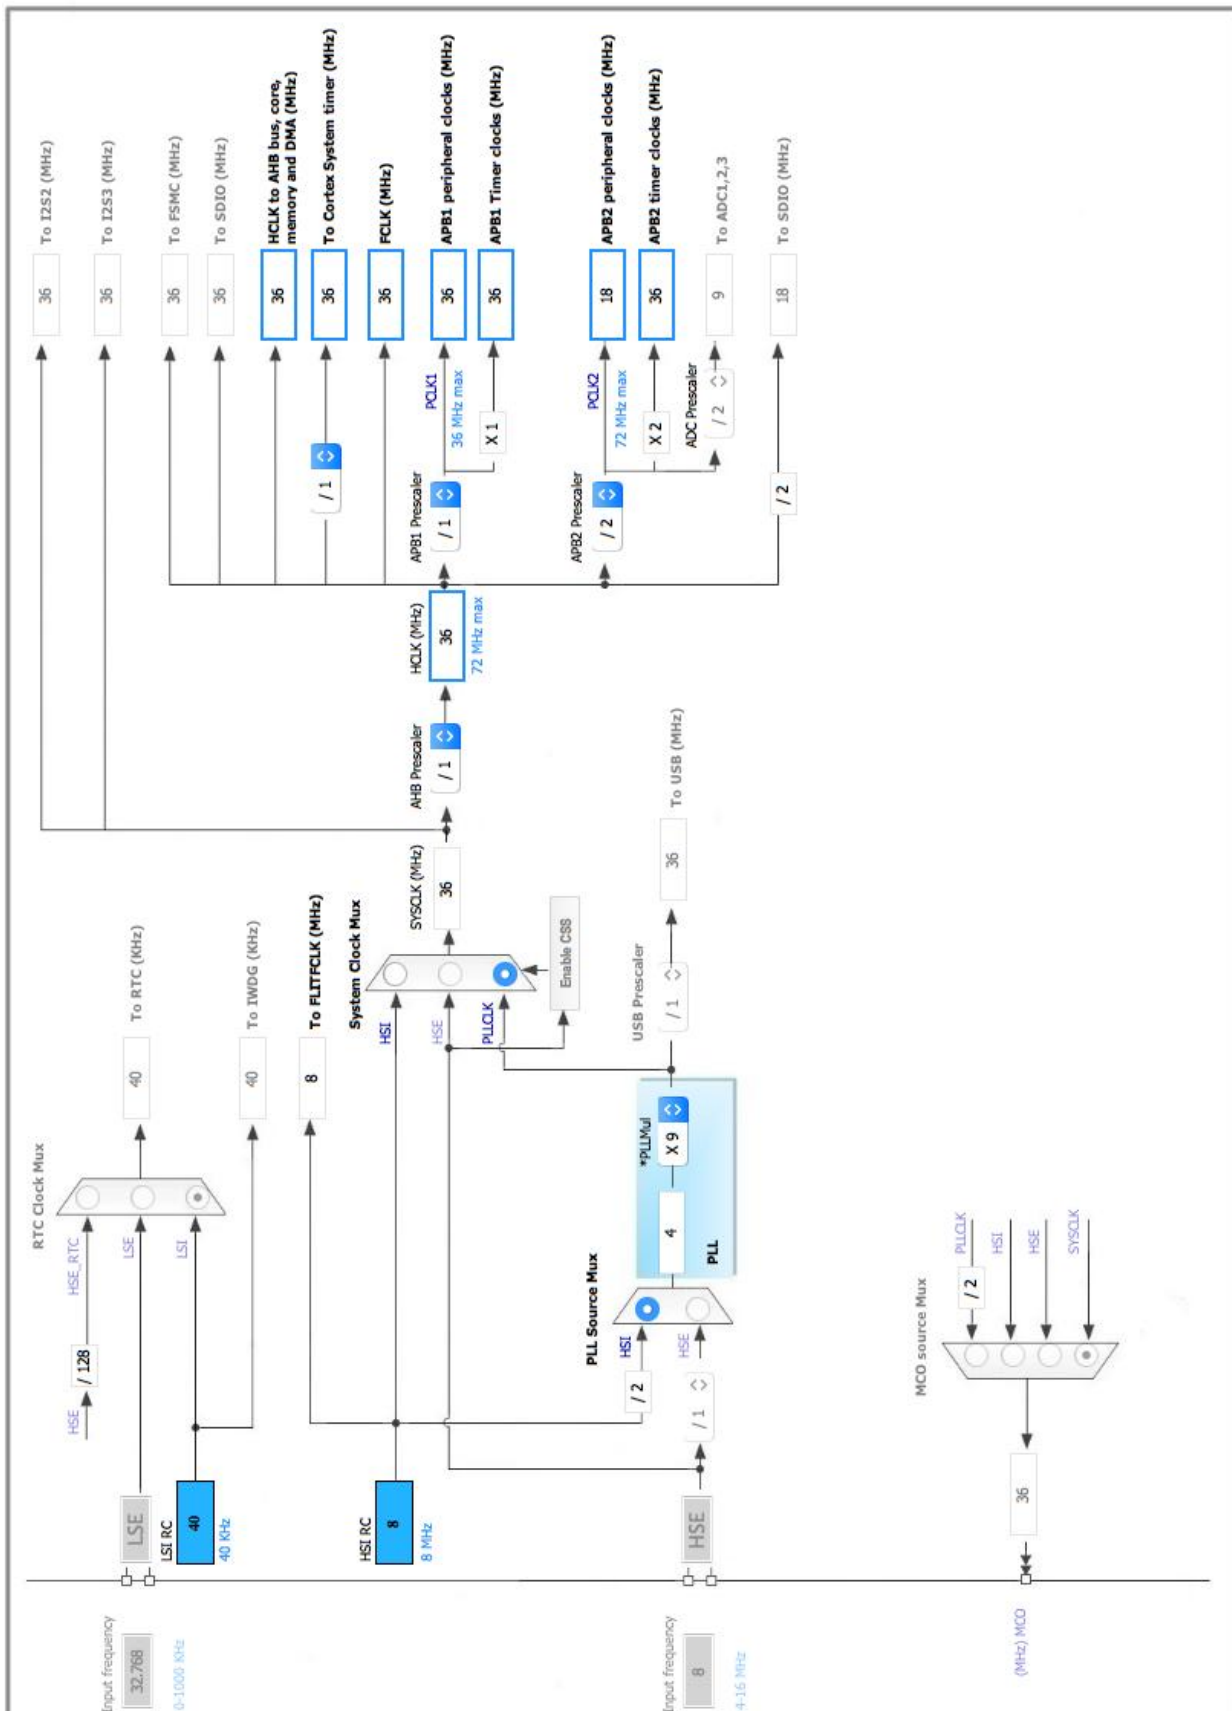 Input frequency
32.768
0-1000 KHz
LSE
LSI RC
40
40 KHz
HSE
/ 128
HSE_RTC
LSE
LSI
RTC Clock Mux
40
To RTC (KHz)
40
To IWDG (KHz)
HSI RC
8
8 MHz
8
To FLITFCLK (MHz)
System Clock Mux
HSI
HSE
PLLCLK
Enable CSS
Input frequency
8
4-16 MHz
HSE
/ 1
/ 2
HSI
HSE
PLL Source Mux
4
*PLLMul
X 9
PLL
USB Prescaler
/ 1
36
To USB (MHz)
SYSCLK (MHz)
36
AHB Prescaler
/ 1
HCLK (MHz)
36
72 MHz max
36
To I2S2 (MHz)
36
To I2S3 (MHz)
36
To FSMC (MHz)
36
To SDIO (MHz)
36
HCLK to AHB bus, core,
memory and DMA (MHz)
/ 1
36
To Cortex System timer (MHz)
36
FCLK (MHz)
APB1 Prescaler
/ 1
PCLK1
36 MHz max
36
APB1 peripheral clocks (MHz)
X 1
36
APB1 Timer clocks (MHz)
APB2 Prescaler
/ 2
PCLK2
72 MHz max
18
APB2 peripheral clocks (MHz)
X 2
36
APB2 timer clocks (MHz)
ADC Prescaler
/ 2
9
To ADC1,2,3
/ 2
18
To SDIO (MHz)
MCO source Mux
/ 2
PLLCLK
HSI
HSE
SYSCLK
36
(MHz) MCO